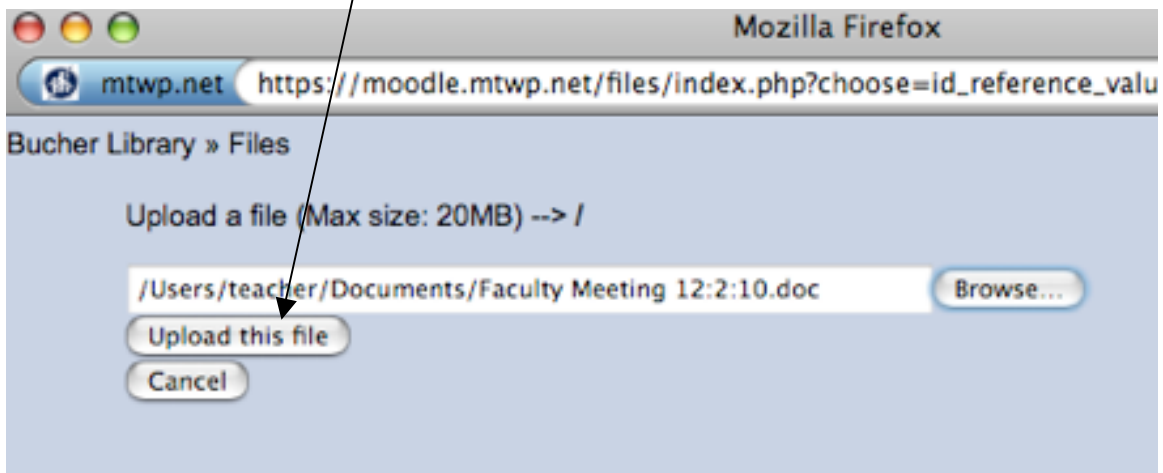 Mozilla Firefox
mtwp.net https://moodle.mtwp.net/files/index.php?choose=id_reference_valu
Bucher Library » Files
Upload a file (Max size: 20MB) --> /
/Users/teacher/Documents/Faculty Meeting 12:2:10.doc Browse...
Upload this file
Cancel